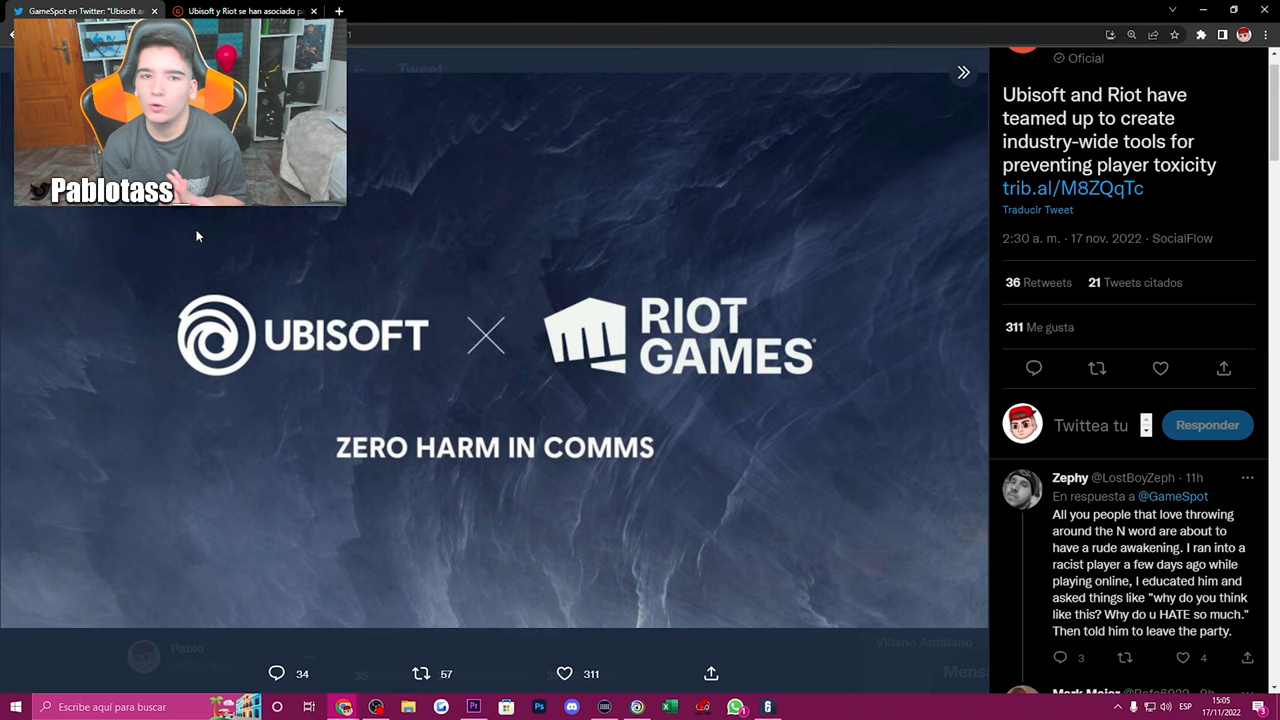 GameSpot en Twitter: "Ubisoft an
Ubisoft y Riot se han asociado p
Tweet
Pablotass_
UBISOFT
RIOT
GAMES
ZERO HARM IN COMMS
Oficial
Ubisoft and Riot have
teamed up to create
industry-wide tools for
preventing player toxicity
trib.al/M8ZQqTc
Traducir Tweet
2:30 a. m. · 17 nov. 2022 · SocialFlow
36 Retweets 21 Tweets citados
311 Me gusta
Twittea tu
Responder
Zephy @LostBoyZeph · 11h
En respuesta a @GameSpot
All you people that love throwing
around the N word are about to
have a rude awakening. I ran into a
racist player a few days ago while
playing online, I educated him and
asked things like "why do you think
like this? Why do u HATE so much."
Then told him to leave the party.
3 4
Pablo
Villano Antillano
34 57 311
Escribe aquí para buscar
ESP
15:05
17/11/2022